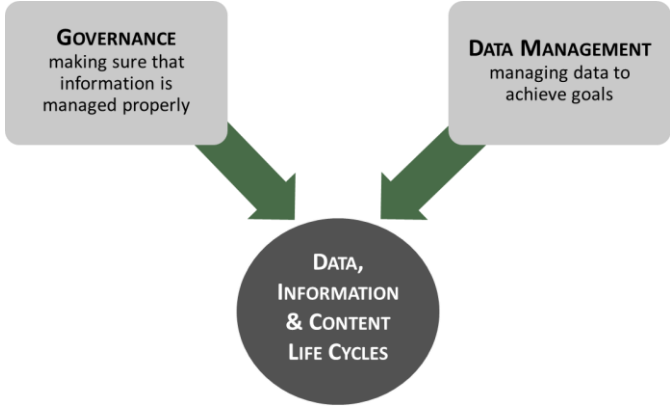 GOVERNANCE
making sure that
information is
managed properly
DATA MANAGEMENT
managing data to
achieve goals
DATA,
INFORMATION
& CONTENT
LIFE CYCLES